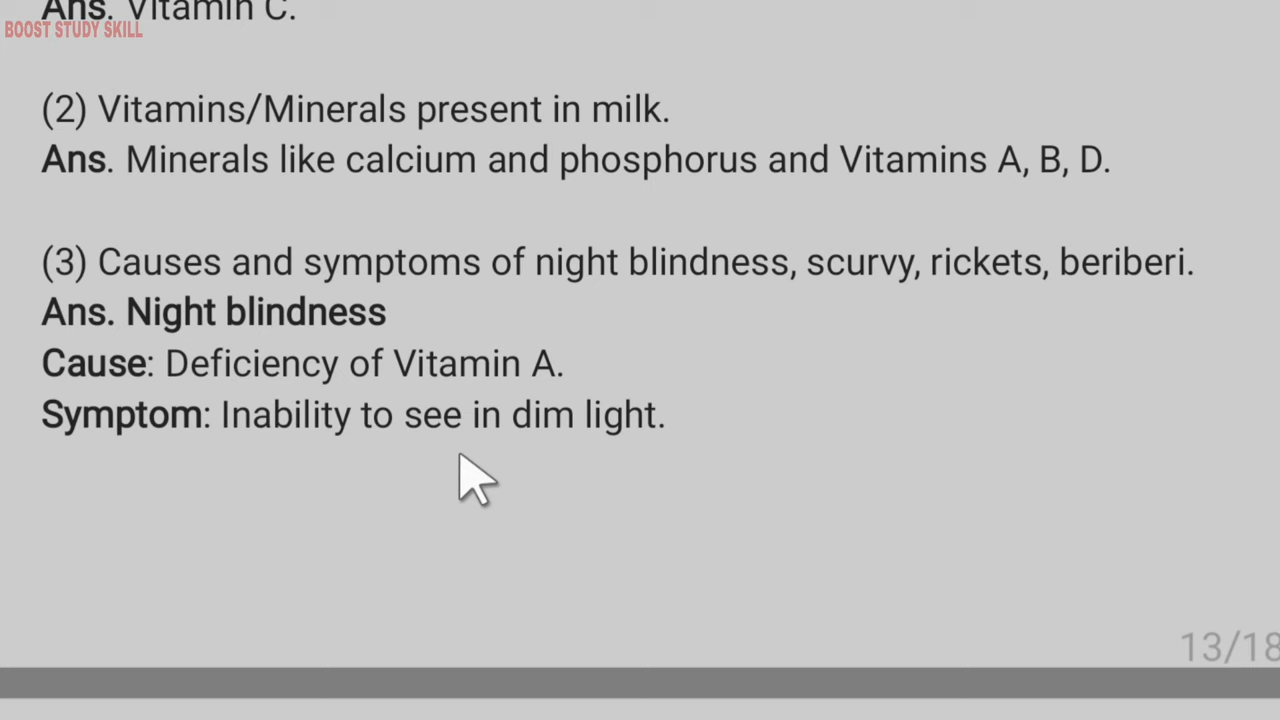 Ans. Vitamin C.
BOOST STUDY SKILL
(2) Vitamins/Minerals present in milk.
Ans. Minerals like calcium and phosphorus and Vitamins A, B, D.
(3) Causes and symptoms of night blindness, scurvy, rickets, beriberi.
Ans. Night blindness
Cause: Deficiency of Vitamin A.
Symptom: Inability to see in dim light.
13/18